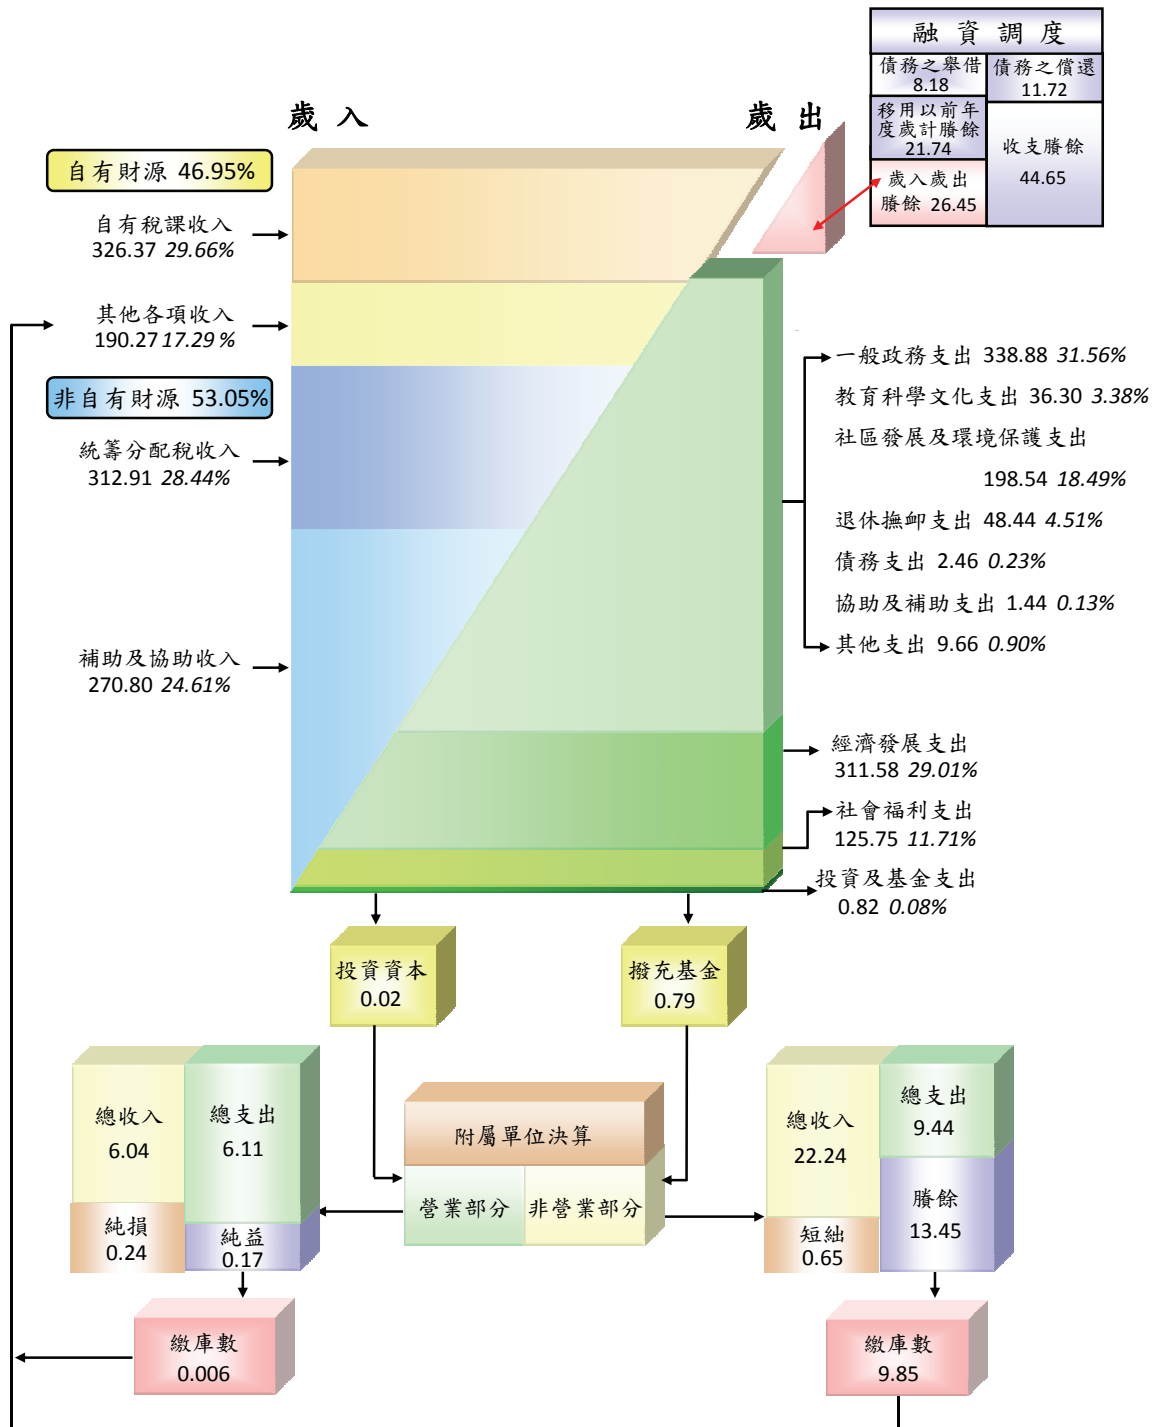 融資調度
債務之舉借
8.18
債務之償還
11.72
移用以前年
度歲計賸餘
21.74
收支賸餘
44.65
歲入歲出
賸餘 26.45
歲入
歲出
自有財源 46.95%
自有稅課收入
326.37 29.66%
其他各項收入
190.27 17.29 %
非自有財源 53.05%
統籌分配稅收入
312.91 28.44%
補助及協助收入
270.80 24.61%
一般政務支出 338.88 31.56%
教育科學文化支出 36.30 3.38%
社區發展及環境保護支出
198.54 18.49%
退休撫卹支出 48.44 4.51%
債務支出 2.46 0.23%
協助及補助支出 1.44 0.13%
其他支出 9.66 0.90%
經濟發展支出
311.58 29.01%
社會福利支出
125.75 11.71%
投資及基金支出
0.82 0.08%
投資資本
0.02
撥充基金
0.79
總收入
6.04
總支出
6.11
純損
0.24
純益
0.17
附屬單位決算
營業部分
非營業部分
總收入
22.24
總支出
9.44
短絀
0.65
賸餘
13.45
繳庫數
0.006
繳庫數
9.85